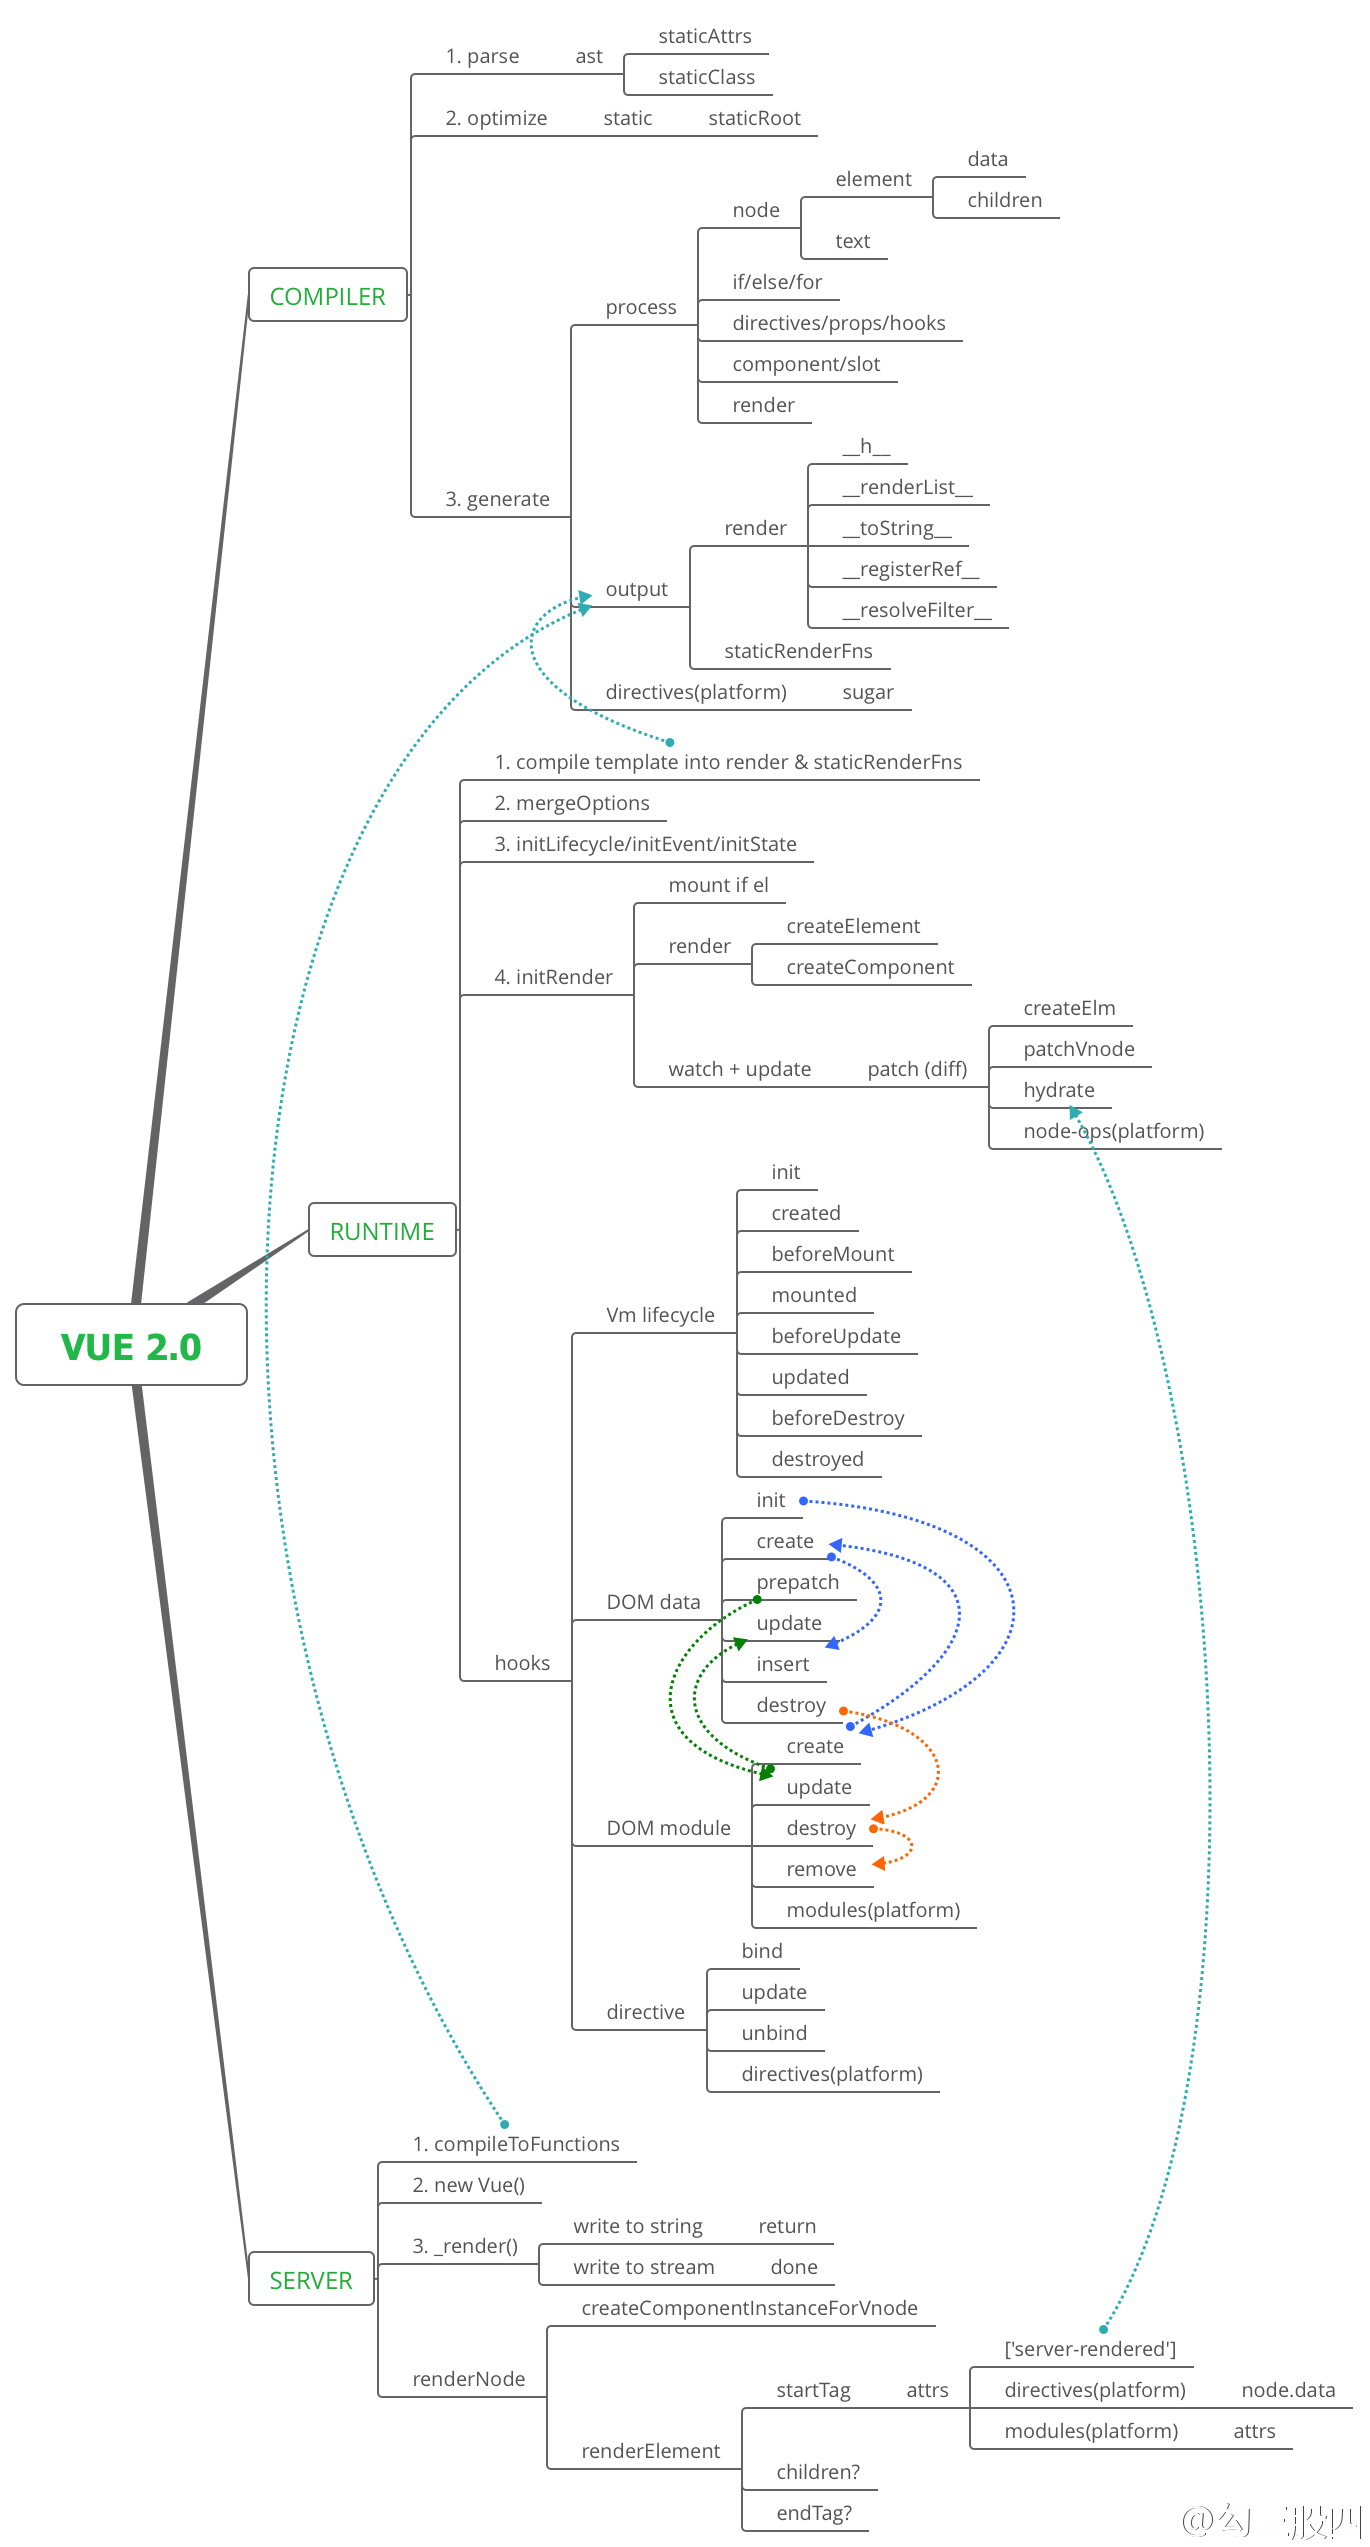 staticAttrs
1. parse ast
staticClass
2. optimize static staticRoot
data
element
children
node
text
if/else/for
COMPILER
process
directives/props/hooks
component/slot
render
__h__
__renderList__
3. generate
render
__toString__
__registerRef__
output
__resolveFilter__
staticRenderFns
directives(platform) sugar
1. compile template into render & staticRenderFns
2. mergeOptions
3. initLifecycle/initEvent/initState
mount if el
createElement
render
createComponent
4. initRender
createElm
patchVnode
watch + update patch (diff)
hydrate
node-ops(platform)
init
created
RUNTIME
beforeMount
mounted
Vm lifecycle
beforeUpdate
VUE 2.0
updated
beforeDestroy
destroyed
init
create
prepatch
DOM data
update
insert
hooks
destroy
create
update
DOM module
destroy
remove
modules(platform)
bind
update
directive
unbind
directives(platform)
1. compileToFunctions
2. new Vue()
write to string return
3. _render()
write to stream done
SERVER
createComponentInstanceForVnode
['server-rendered']
renderNode
startTag attrs
directives(platform) node.data
modules(platform) attrs
renderElement
children?
endTag?